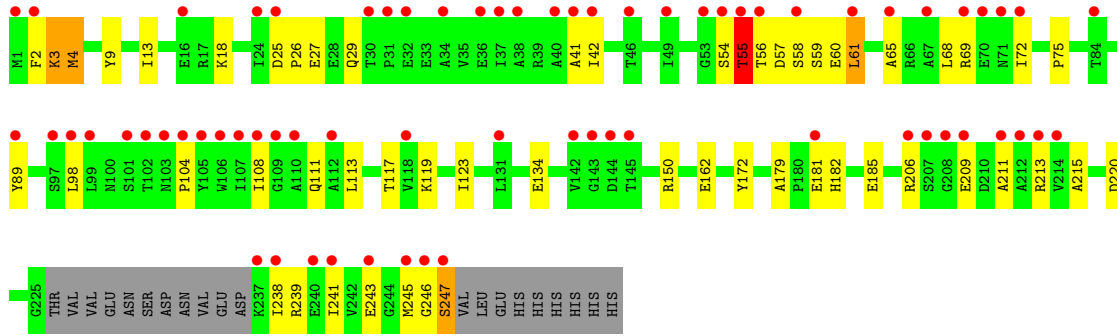 M1 F2 K3 M4 Y9 I13 E16 R17 K18 I24 D25 P26 E27 E28 Q29 T30 P31 E32 E33 A34 V35 E36 I37 A38 R39 A40 A41 I42 T46 I49 G53 S54 T55 T56 D57 S58 S59 E60 L61 A65 R66 A67 L68 R69 E70 N71 I72 P75 T84
Y89 S97 L98 L99 N100 S101 T102 N103 P104 Y105 W106 I107 I108 G109 A110 Q111 A112 L113 T117 V118 K119 I123 L131 E134 V142 G143 D144 T145 R150 E162 Y172 A179 P180 E181 H182 E185 R206 S207 G208 E209 D210 A211 A212 R213 V214 A215 D220
G225 THR VAL VAL GLU ASN SER ASP ASN VAL GLU ASP K237 I238 R239 E240 I241 V242 E243 G244 M245 G246 S247 VAL LEU GLU HIS HIS HIS HIS HIS HIS